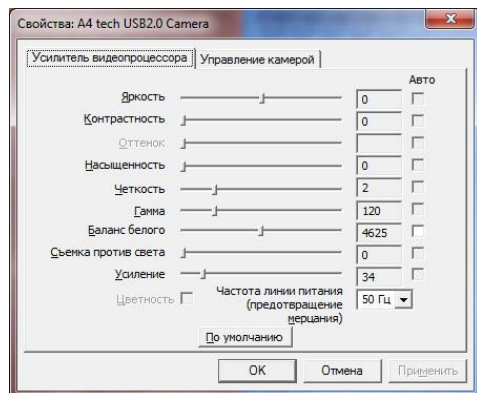 Свойства: A4 tech USB2.0 Camera
Усилитель видеопроцессора Управление камерой
Авто
Яркость 0
Контрастность 0
Оттенок
Насыщенность 0
Четкость 2
Гамма 120
Баланс белого 4625
Съемка против света 0
Усиление 34
Цветность Частота линии питания 50 Гц
(предотвращение
мерцания)
По умолчанию
OK Отмена Применить